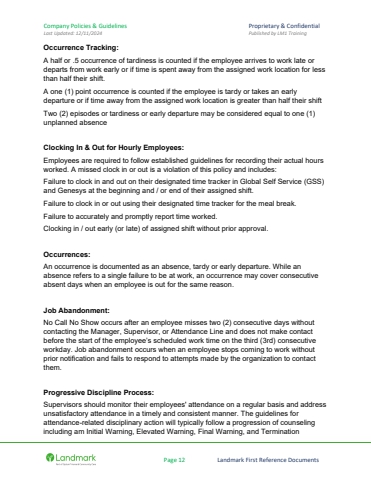 Company Policies & Guidelines
Proprietary & Confidential
Last Updated: 12/11/2024
Published by LMS Training
Occurrence Tracking:
A half or .5 occurrence of tardiness is counted if the employee arrives to work late or
departs from work early or if time is spent away from the assigned work location for less
than half their shift.
A one (1) point occurrence is counted if the employee is tardy or takes an early
departure or if time away from the assigned work location is greater than half their shift
Two (2) episodes or tardiness or early departure may be considered equal to one (1)
unplanned absence
Clocking In & Out for Hourly Employees:
Employees are required to follow established guidelines for recording their actual hours
worked. A missed clock in or out is a violation of this policy and includes:
Failure to clock in and out on their designated time tracker in Global Self Service (GSS)
and Genesys at the beginning and / or end of their assigned shift.
Failure to clock in or out using their designated time tracker for the meal break.
Failure to accurately and promptly report time worked.
Clocking in / out early (or late) of assigned shift without prior approval.
Occurrences:
An occurrence is documented as an absence, tardy or early departure. While an
absence refers to a single failure to be at work, an occurrence may cover consecutive
absent days when an employee is out for the same reason.
Job Abandonment:
No Call No Show occurs after an employee misses two (2) consecutive days without
contacting the Manager, Supervisor, or Attendance Line and does not make contact
before the start of the employee's scheduled work time on the third (3rd) consecutive
workday. Job abandonment occurs when an employee stops coming to work without
prior notification and fails to respond to attempts made by the organization to contact
them.
Progressive Discipline Process:
Supervisors should monitor their employees' attendance on a regular basis and address
unsatisfactory attendance in a timely and consistent manner. The guidelines for
attendance-related disciplinary action will typically follow a progression of counseling
including am Initial Warning, Elevated Warning, Final Warning, and Termination
Landmark
Page 12
Landmark First Reference Documents